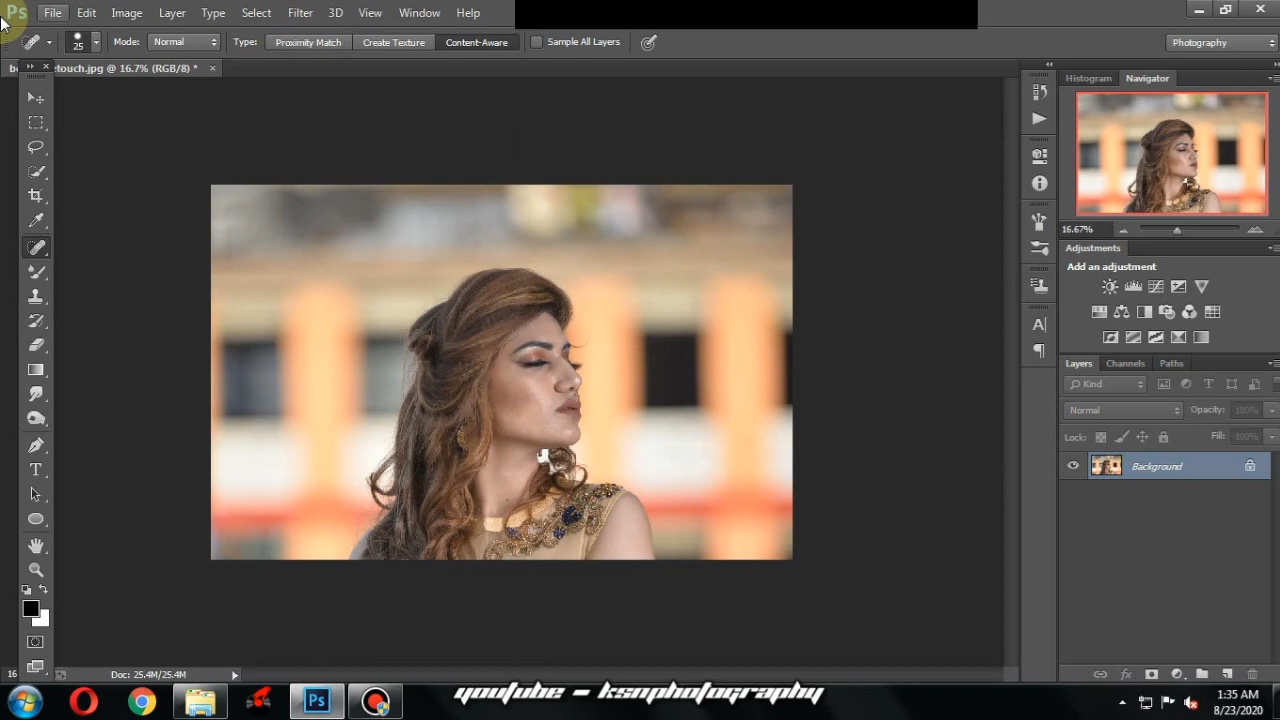 Ps File Edit Image Layer Type Select Filter 3D View Window Help
25 Mode: Normal Type: Proximity Match Create Texture Content-Aware Sample All Layers Photography
etouch.jpg @ 16.7% (RGB/8) *
Histogram Navigator
16.67%
Adjustments
Add an adjustment
Layers Channels Paths
Kind
Normal Opacity: 100%
Lock: Fill: 100%
Background
16 Doc: 25.4M/25.4M
Ps youtube - ksnphotography 1:35 AM
8/23/2020